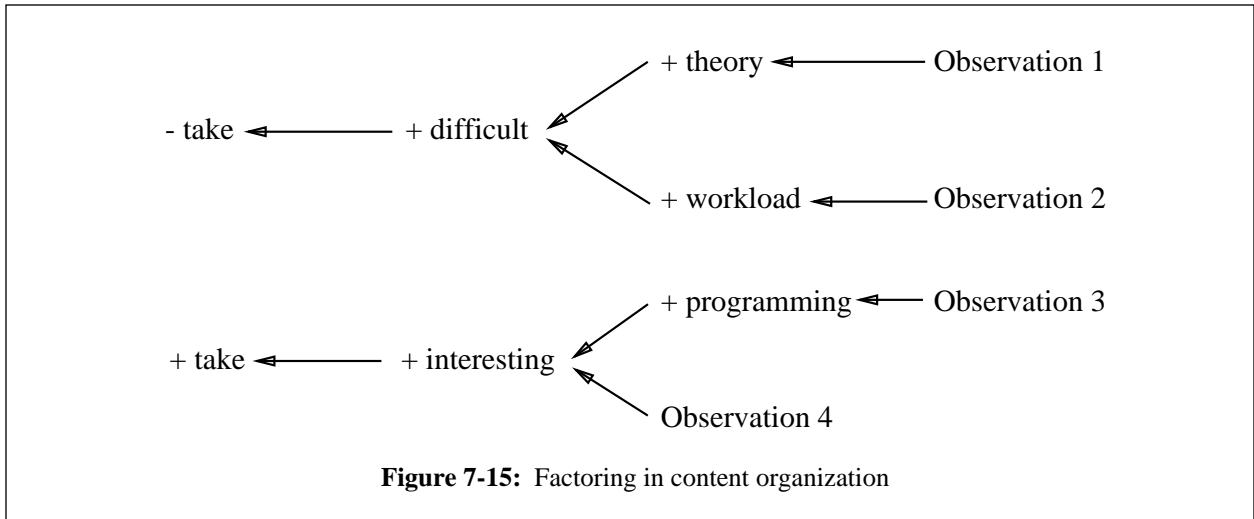 + theory Observation 1
- take + difficult
+ workload Observation 2
+ programming Observation 3
+ take + interesting
Observation 4
Figure 7-15: Factoring in content organization